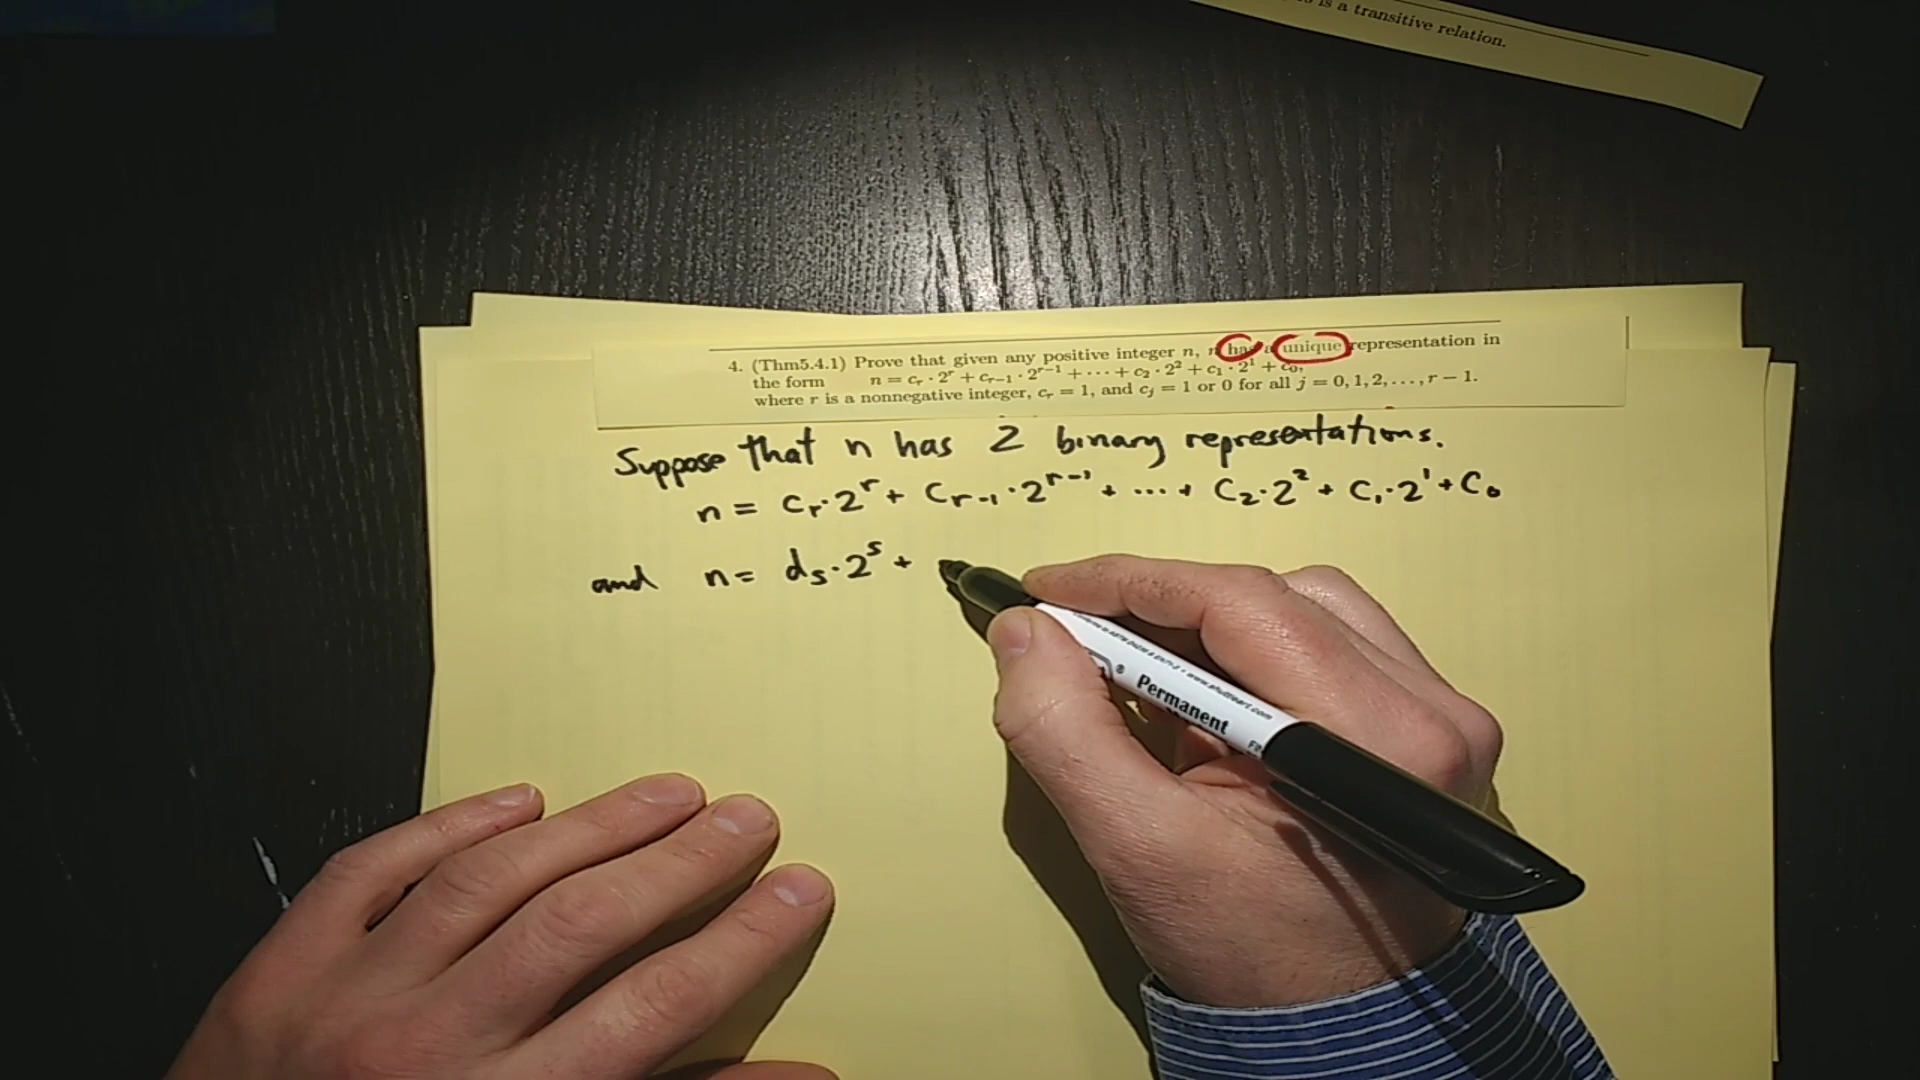 is a transitive relation.
4. (Thm5.4.1) Prove that given any positive integer n, n has a unique representation in
the form n = c_r · 2^r + c_{r−1} · 2^{r−1} + ··· + c_2 · 2^2 + c_1 · 2^1 + c_0,
where r is a nonnegative integer, c_r = 1, and c_j = 1 or 0 for all j = 0, 1, 2, ..., r − 1.
Suppose that n has 2 binary representations.
n = C_r · 2^r + C_{r-1} · 2^{r-1} + ... + C_2 · 2^2 + C_1 · 2^1 + C_0
and n = d_s · 2^s +
Permanent